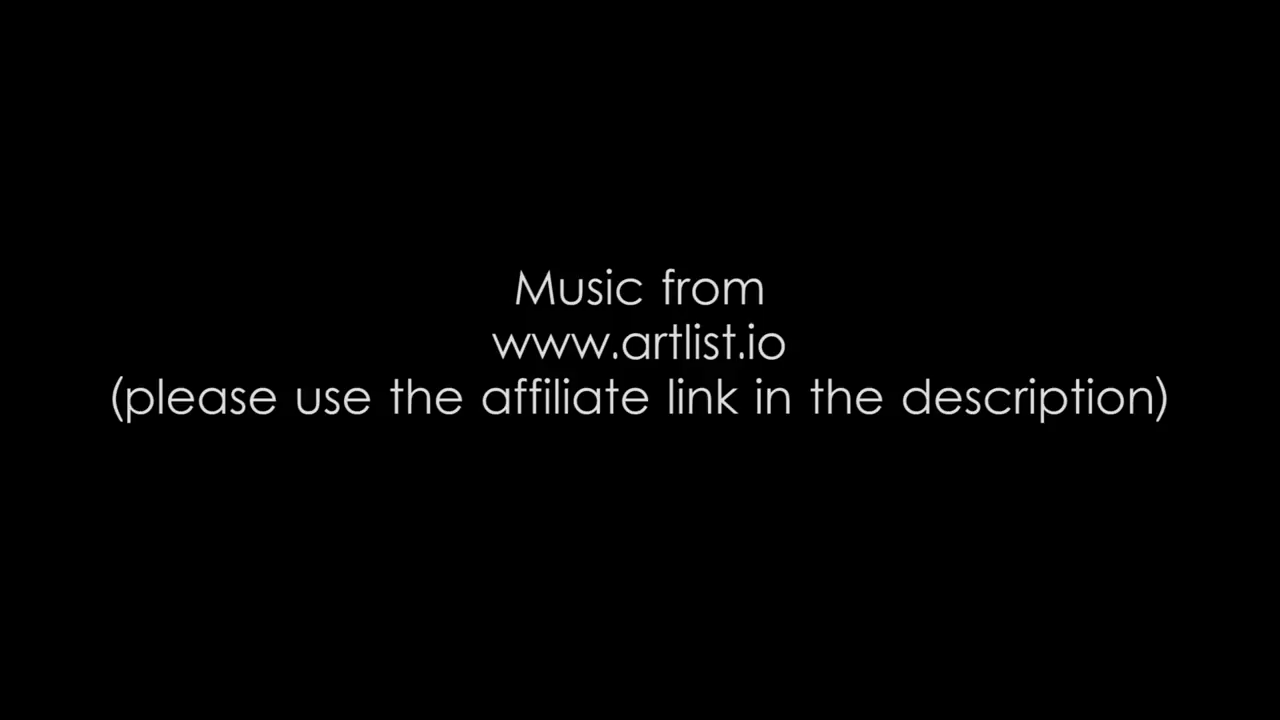 Music from
www.artlist.io
(please use the affiliate link in the description)